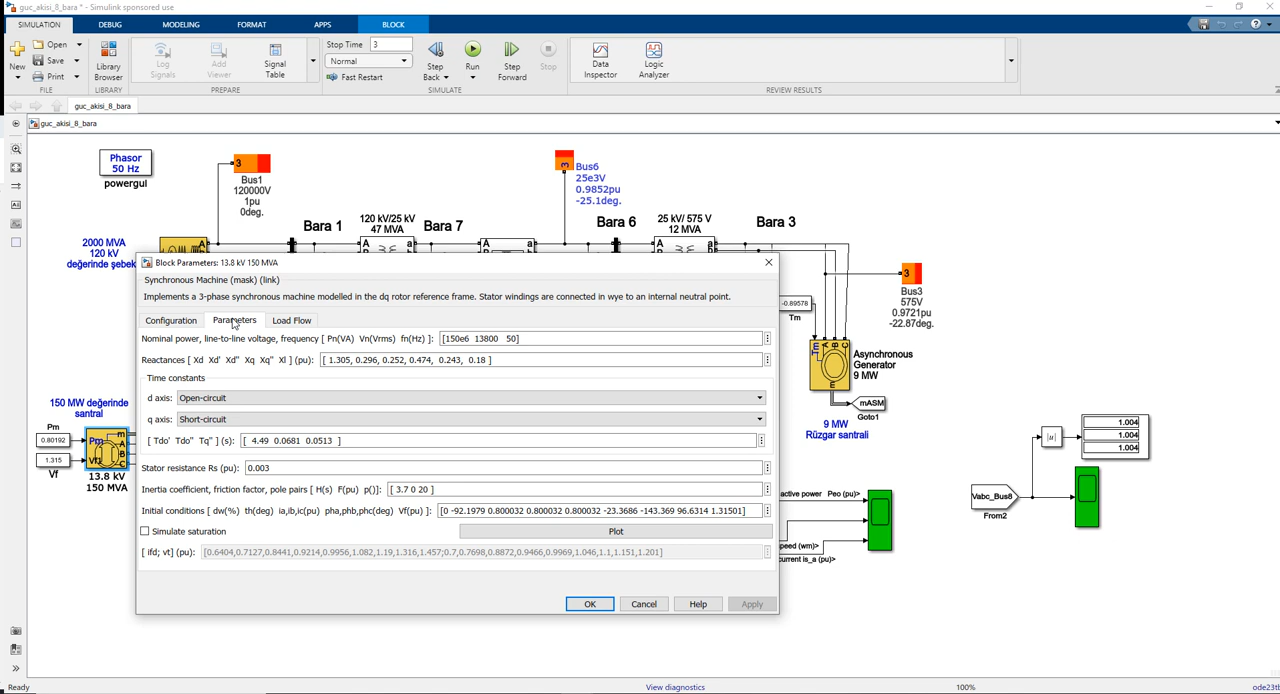 guc_akisi_8_bara * - Simulink sponsored use
SIMULATION DEBUG MODELING FORMAT APPS BLOCK
New
Open
Save
Print
FILE
Library Browser
LIBRARY
Log Signals
Add Viewer
Signal Table
PREPARE
Stop Time 3
Normal
Fast Restart
Step Back
Run
Step Forward
Stop
SIMULATE
Data Inspector
Logic Analyzer
REVIEW RESULTS
guc_akisi_8_bara
guc_akisi_8_bara
Phasor
50 Hz
powergui
3
Bus1
120000V
1pu
0deg.
3
Bus6
25e3V
0.9852pu
-25.1deg.
Bara 1
120 kV/25 kV
47 MVA
Bara 7
Bara 6
25 kV/ 575 V
12 MVA
Bara 3
2000 MVA
120 kV
değerinde şebek
A
A
a
A
a
A
a
Block Parameters: 13.8 kV 150 MVA
Synchronous Machine (mask) (link)
Implements a 3-phase synchronous machine modelled in the dq rotor reference frame. Stator windings are connected in wye to an internal neutral point.
Configuration Parameters Load Flow
Nominal power, line-to-line voltage, frequency [ Pn(VA) Vn(Vrms) fn(Hz) ]: [150e6 13800 50]
Reactances [ Xd Xd' Xd'' Xq Xq'' Xl ] (pu): [ 1.305, 0.296, 0.252, 0.474, 0.243, 0.18 ]
Time constants
d axis: Open-circuit
q axis: Short-circuit
[ Tdo' Tdo'' Tq'' ] (s): [ 4.49 0.0681 0.0513 ]
Stator resistance Rs (pu): 0.003
Inertia coefficient, friction factor, pole pairs [ H(s) F(pu) p()]: [ 3.7 0 20 ]
Initial conditions [ dw(%) th(deg) ia,ib,ic(pu) pha,phb,phc(deg) Vf(pu) ]: [0 -92.1979 0.800032 0.800032 0.800032 -23.3686 -143.369 96.6314 1.31501]
Simulate saturation
Plot
[ ifd; vt] (pu): [0.6404,0.7127,0.8441,0.9214,0.9956,1.082,1.19,1.316,1.457;0.7,0.7698,0.8872,0.9466,0.9969,1.046,1.1,1.151,1.201]
OK Cancel Help Apply
150 MW değerinde
santral
Pm
0.80192
1.315
Vf
Pm
m
A
B
C
13.8 kV
150 MVA
-0.89578
Tm
3
Bus3
575V
0.9721pu
-22.87deg.
A B C
Asynchronous
Generator
9 MW
mASM
Goto1
9 MW
Rüzgar santrali
active power Peo (pu)>
peed (wm)>
current is_a (pu)>
Vabc_Bus8
From2
|u|
1.004
1.004
1.004
Ready
View diagnostics
100%